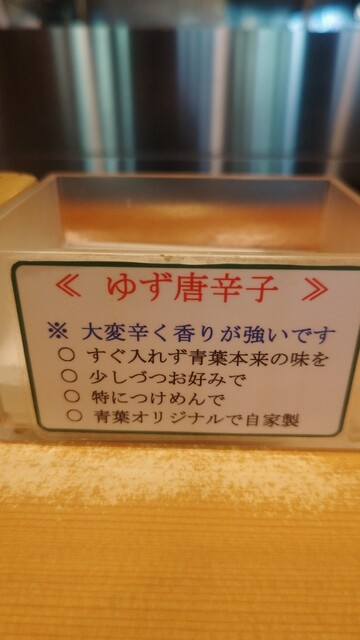 ≪ ゆず唐辛子 ≫
※ 大変辛く香りが強いです
○ すぐ入れず青葉本来の味を
○ 少しづつお好みで
○ 特につけめんで
○ 青葉オリジナルで自家製